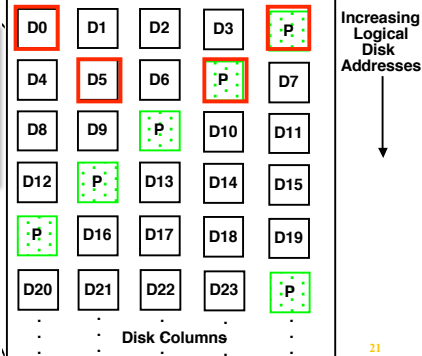 D0 D1 D2 D3 P
D4 D5 D6 P D7
D8 D9 P D10 D11
D12 P D13 D14 D15
P D16 D17 D18 D19
D20 D21 D22 D23 P
Disk Columns
Increasing
Logical
Disk
Addresses
21